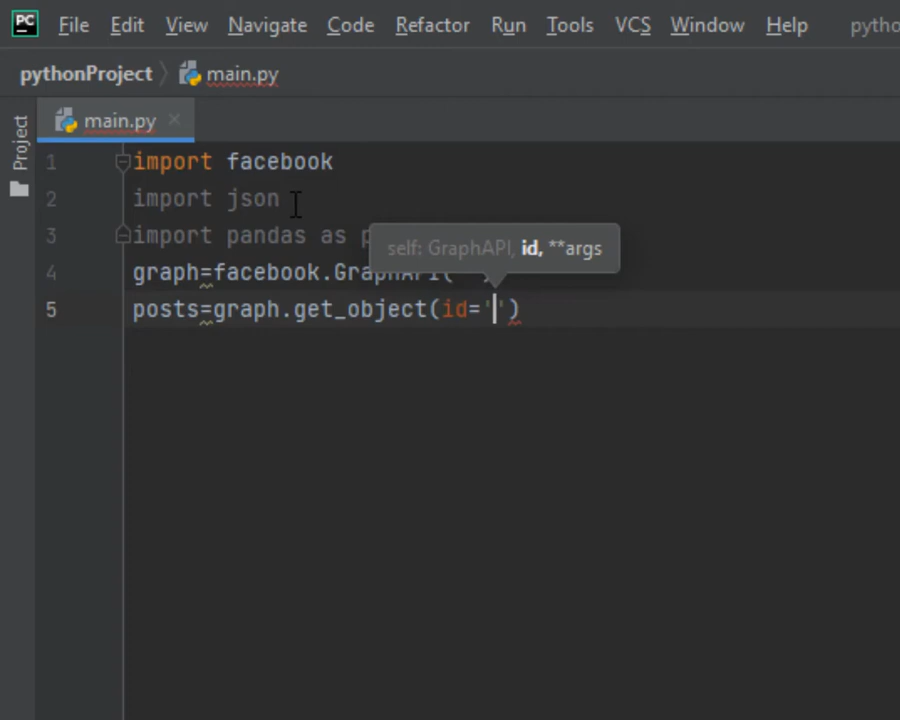 PC File Edit View Navigate Code Refactor Run Tools VCS Window Help
pythonProject main.py
main.py
Project
1 import facebook
2 import json
3 import pandas as
self: GraphAPI, id, **args
4 graph=facebook.GraphAPI(
5 posts=graph.get_object(id='')